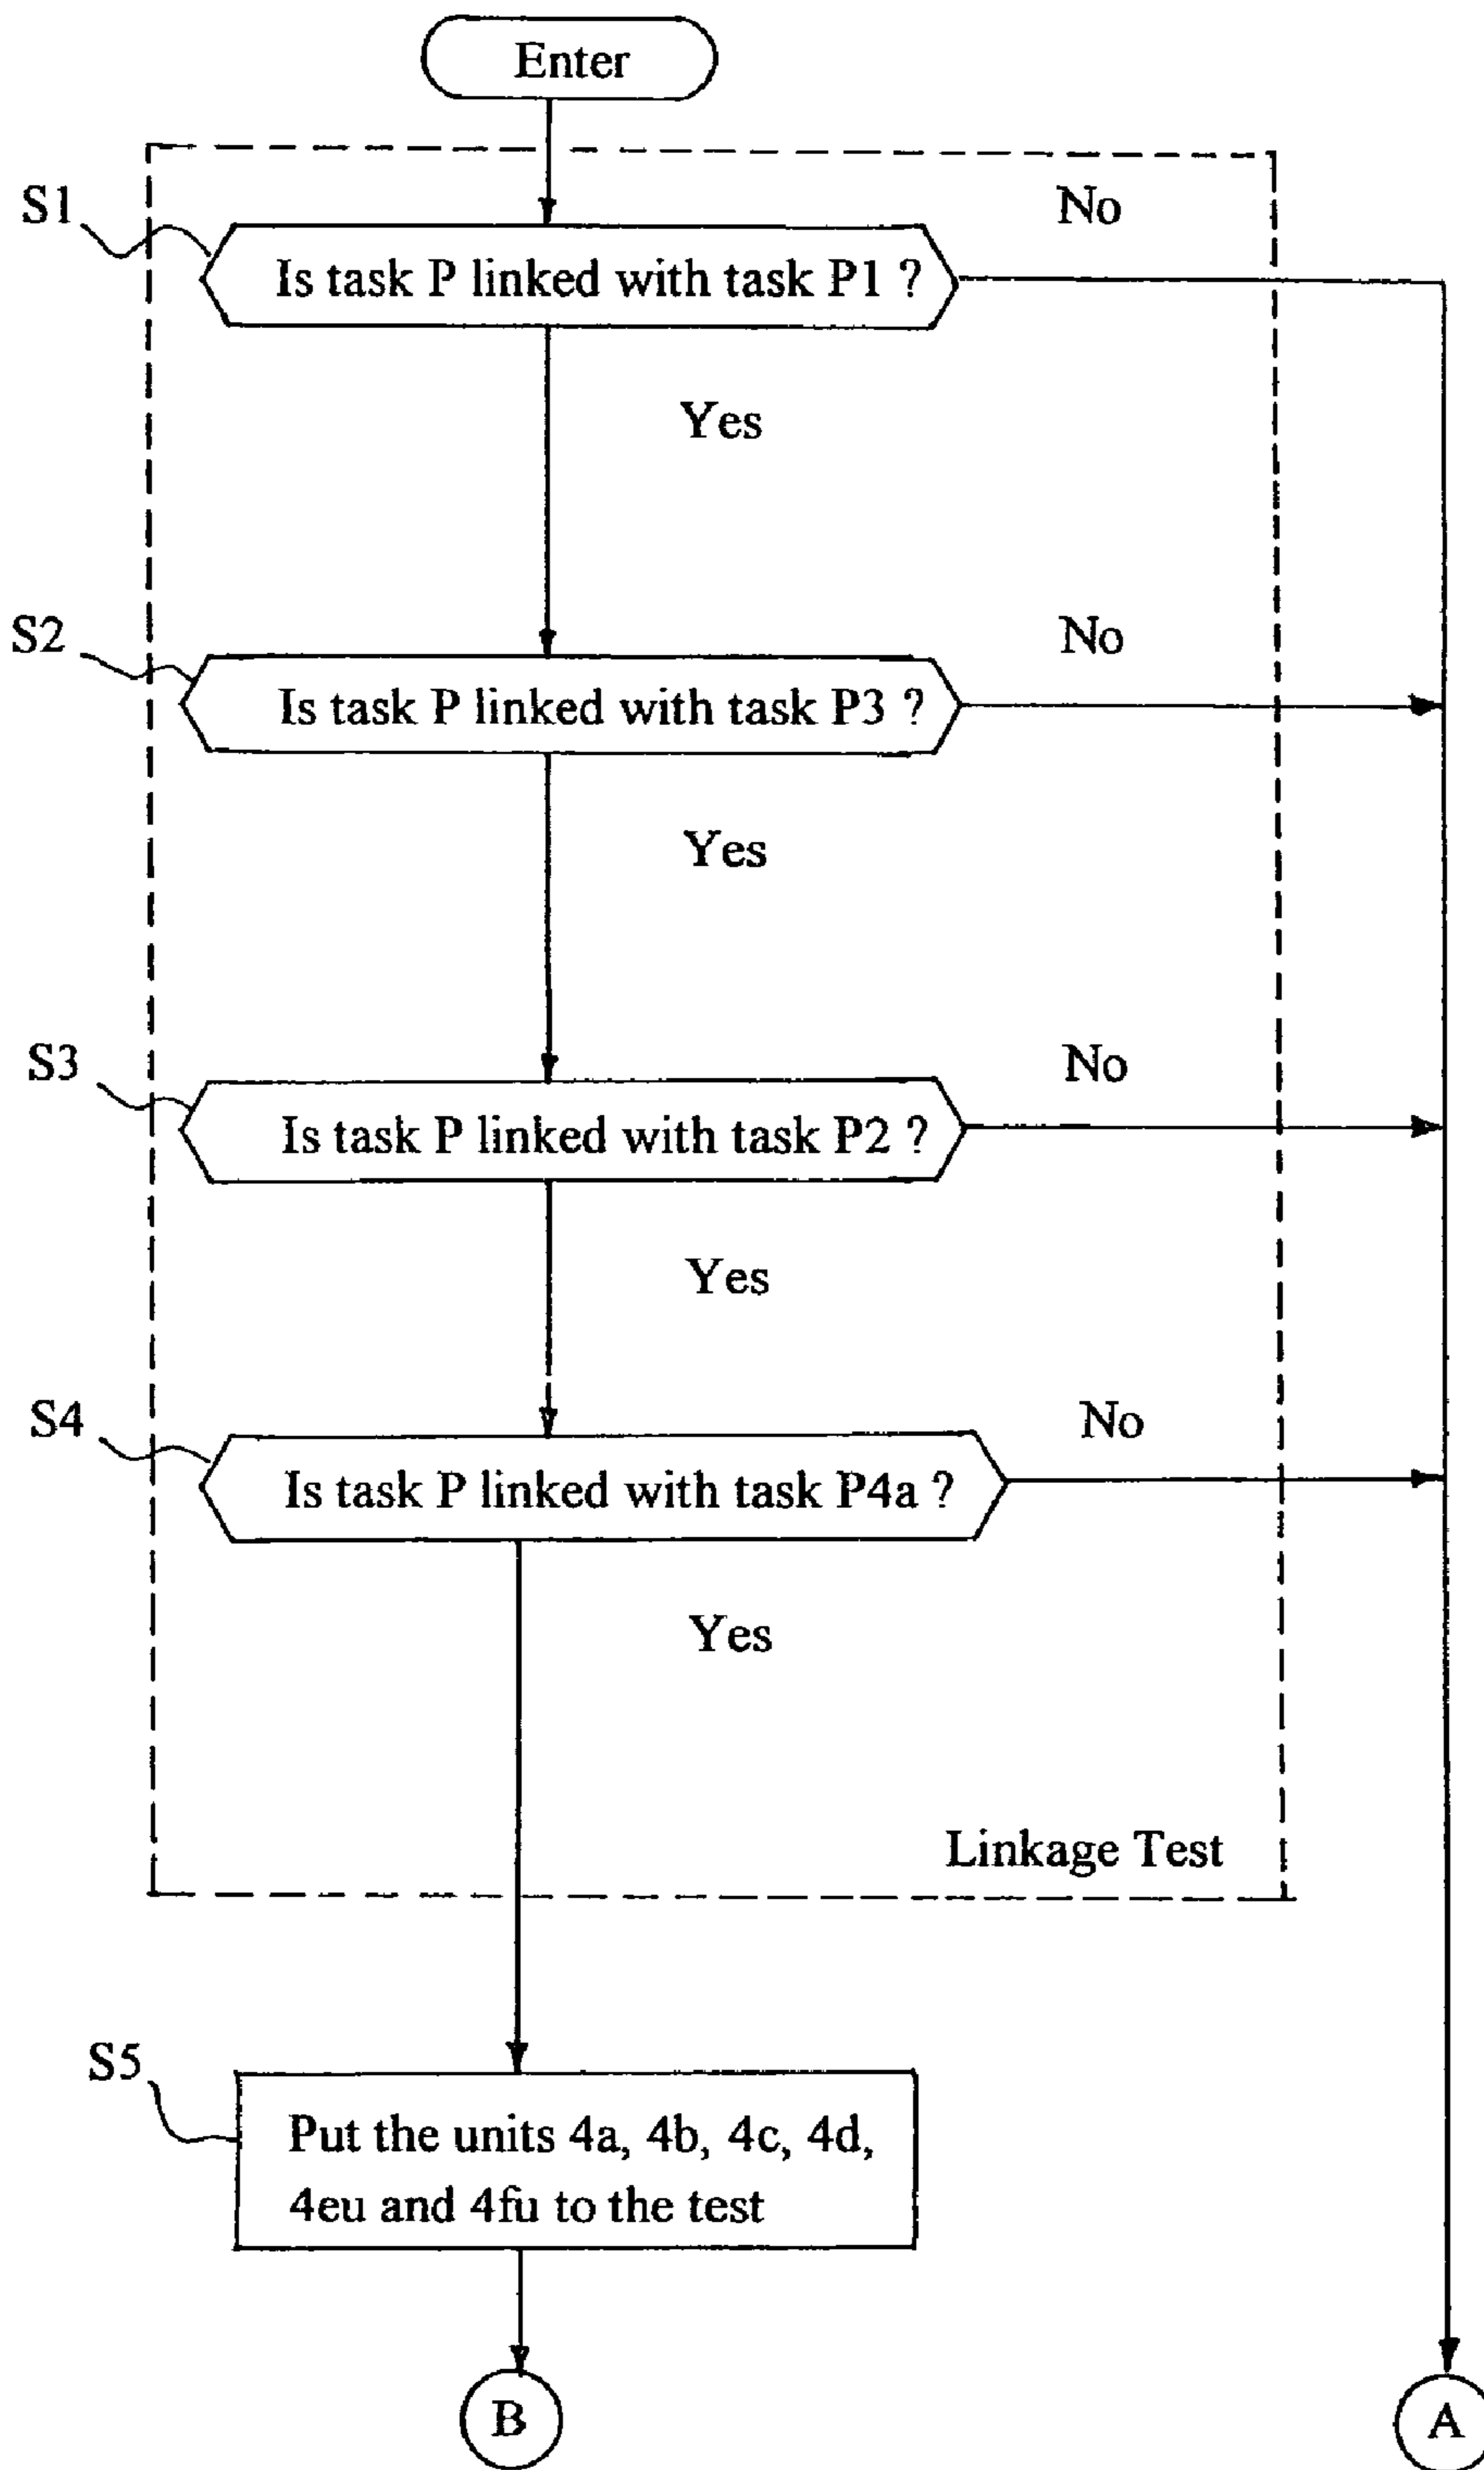 Enter
S1
No
Is task P linked with task P1 ?
Yes
S2
No
Is task P linked with task P3 ?
Yes
S3
No
Is task P linked with task P2 ?
Yes
S4
No
Is task P linked with task P4a ?
Yes
Linkage Test
S5
Put the units 4a, 4b, 4c, 4d,
4eu and 4fu to the test
B
A